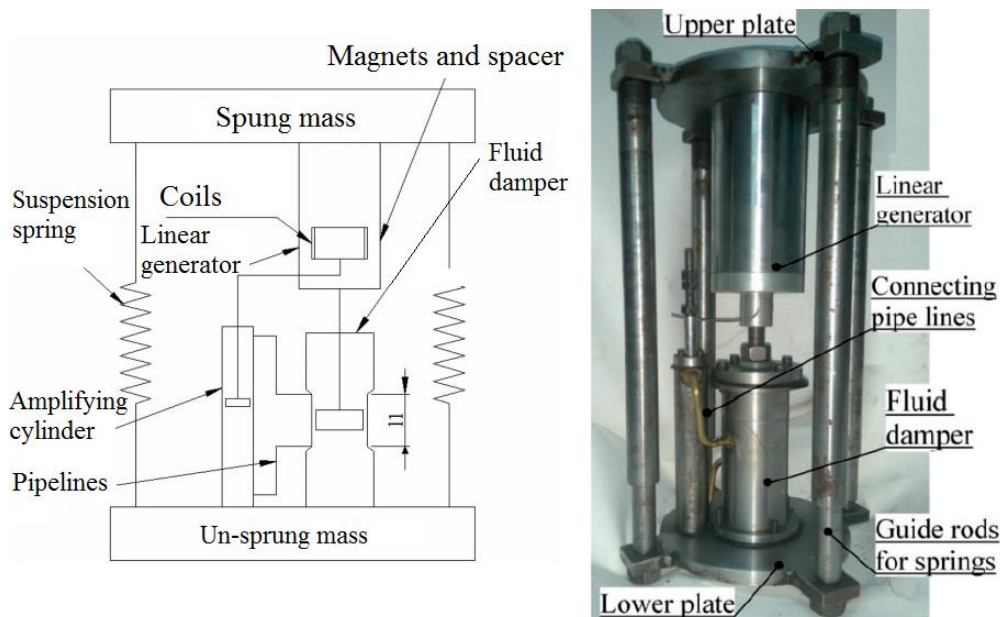 Magnets and spacer
Spung mass
Fluid
damper
Suspension
spring
Coils
Linear
generator
Amplifying
cylinder
l1
Pipelines
Un-sprung mass
Upper plate
Linear
generator
Connecting
pipe lines
Fluid
damper
Guide rods
for springs
Lower plate